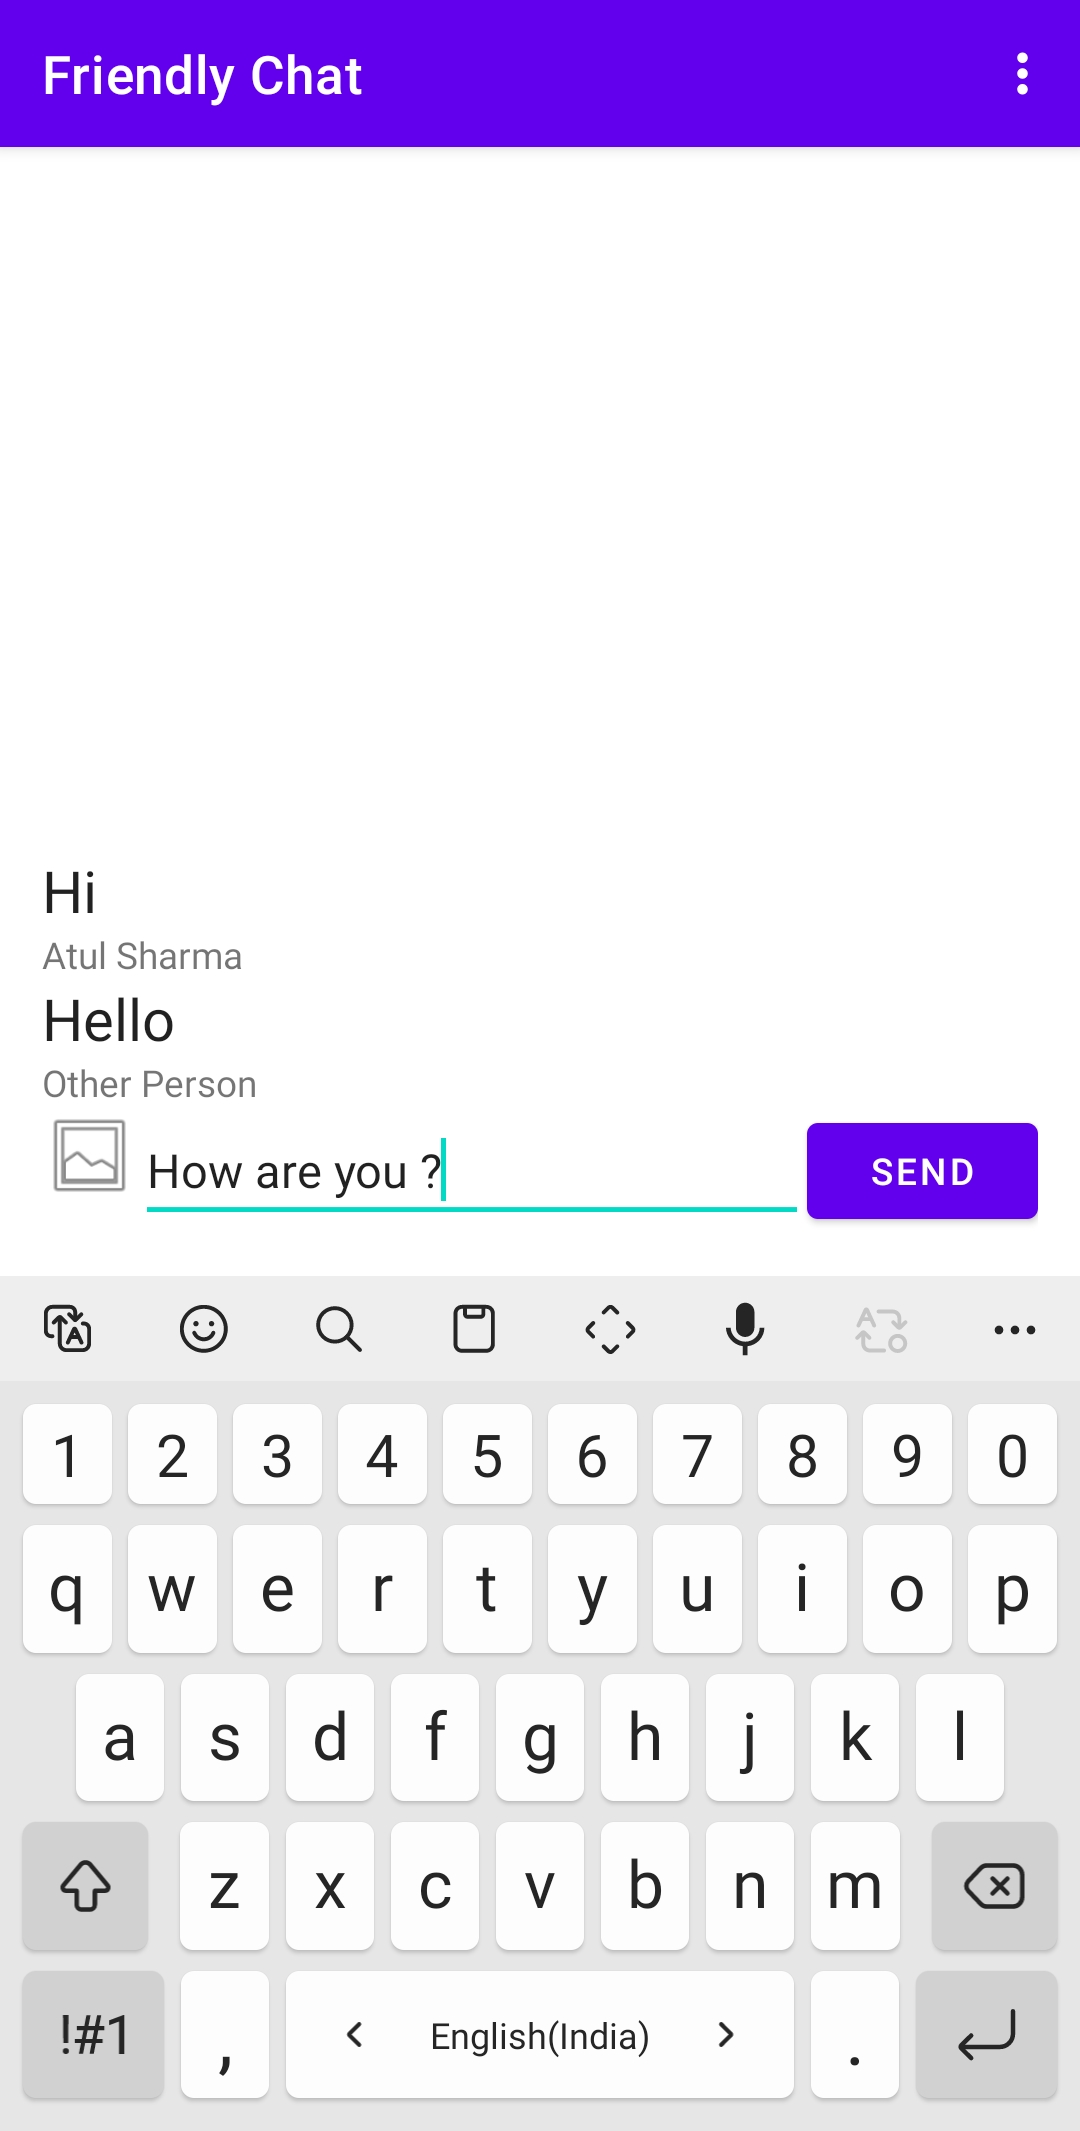 Friendly Chat
Hi
Atul Sharma
Hello
Other Person
How are you ?
SEND
1 2 3 4 5 6 7 8 9 0
q w e r t y u i o p
a s d f g h j k l
z x c v b n m
!#1 , English(India) .